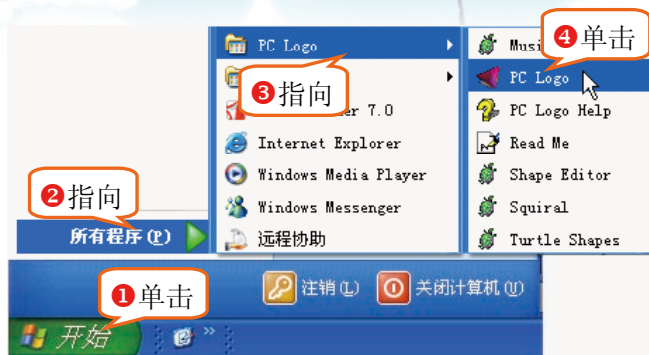 PC Logo
Musi
❹单击
❸指向
PC Logo
er 7.0
PC Logo Help
Internet Explorer
Read Me
❷指向
Windows Media Player
Shape Editor
Windows Messenger
Squiral
所有程序(P)
远程协助
Turtle Shapes
❶单击
注销(L)
关闭计算机(U)
开始
»